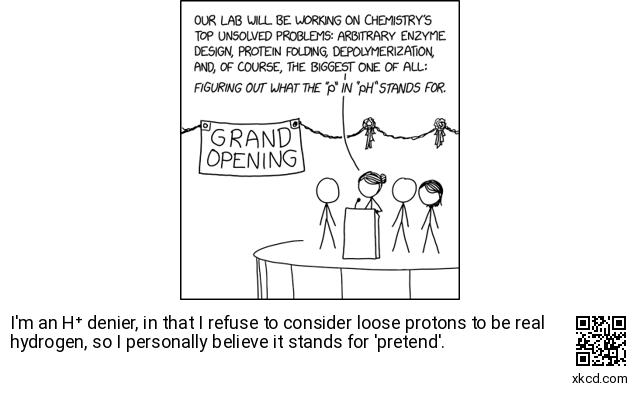 OUR LAB WILL BE WORKING ON CHEMISTRY'S
TOP UNSOLVED PROBLEMS: ARBITRARY ENZYME
DESIGN, PROTEIN FOLDING, DEPOLYMERIZATION,
AND, OF COURSE, THE BIGGEST ONE OF ALL:
FIGURING OUT WHAT THE "p" IN "pH" STANDS FOR.
GRAND
OPENING
I'm an H⁺ denier, in that I refuse to consider loose protons to be real
hydrogen, so I personally believe it stands for 'pretend'.
xkcd.com